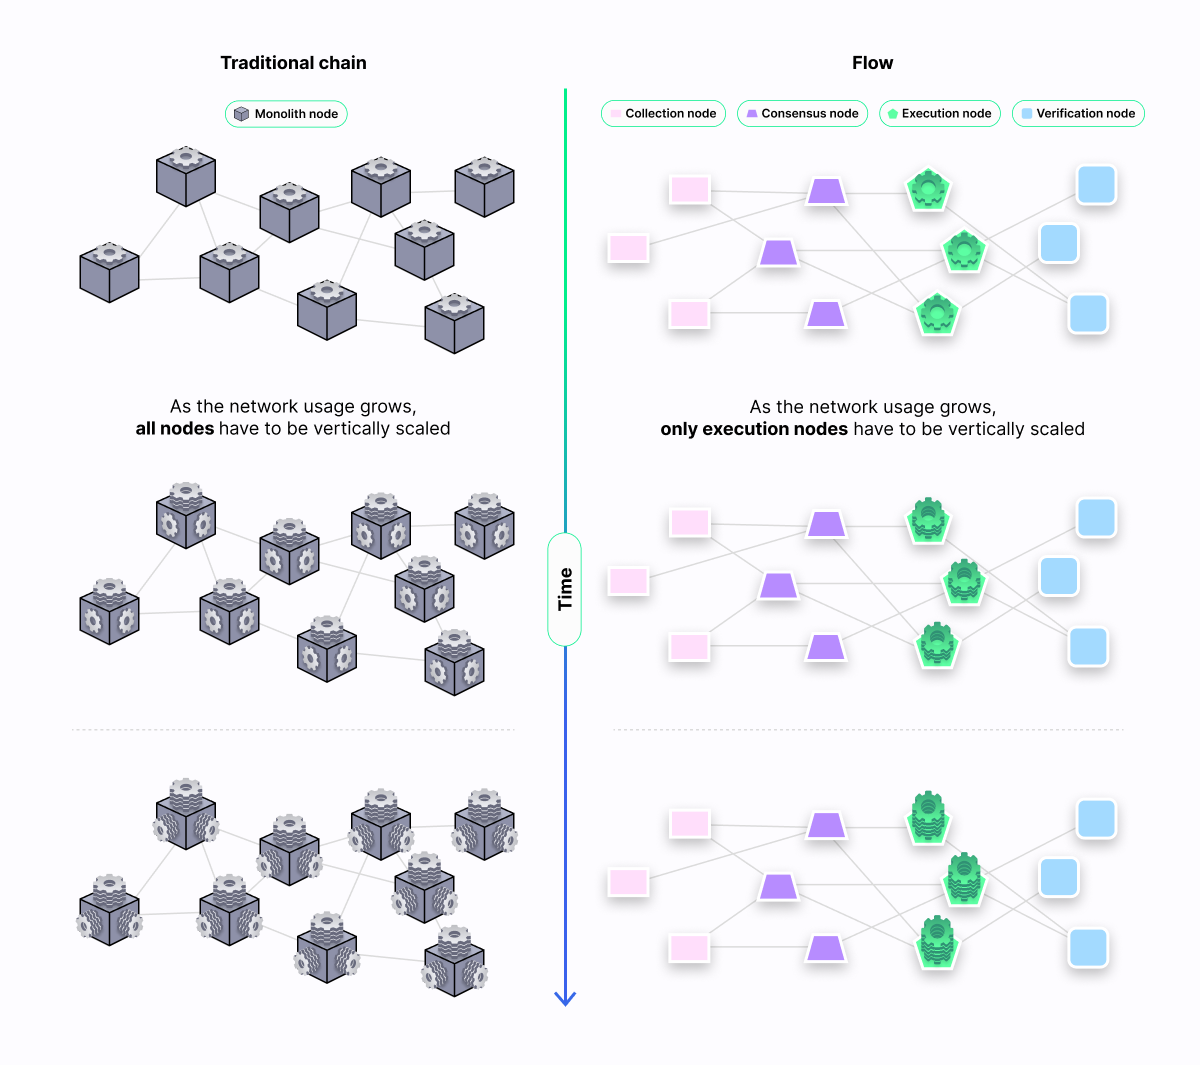 Traditional chain
Monolith node
As the network usage grows,
all nodes have to be vertically scaled
Time
Flow
Collection node
Consensus node
Execution node
Verification node
As the network usage grows,
only execution nodes have to be vertically scaled